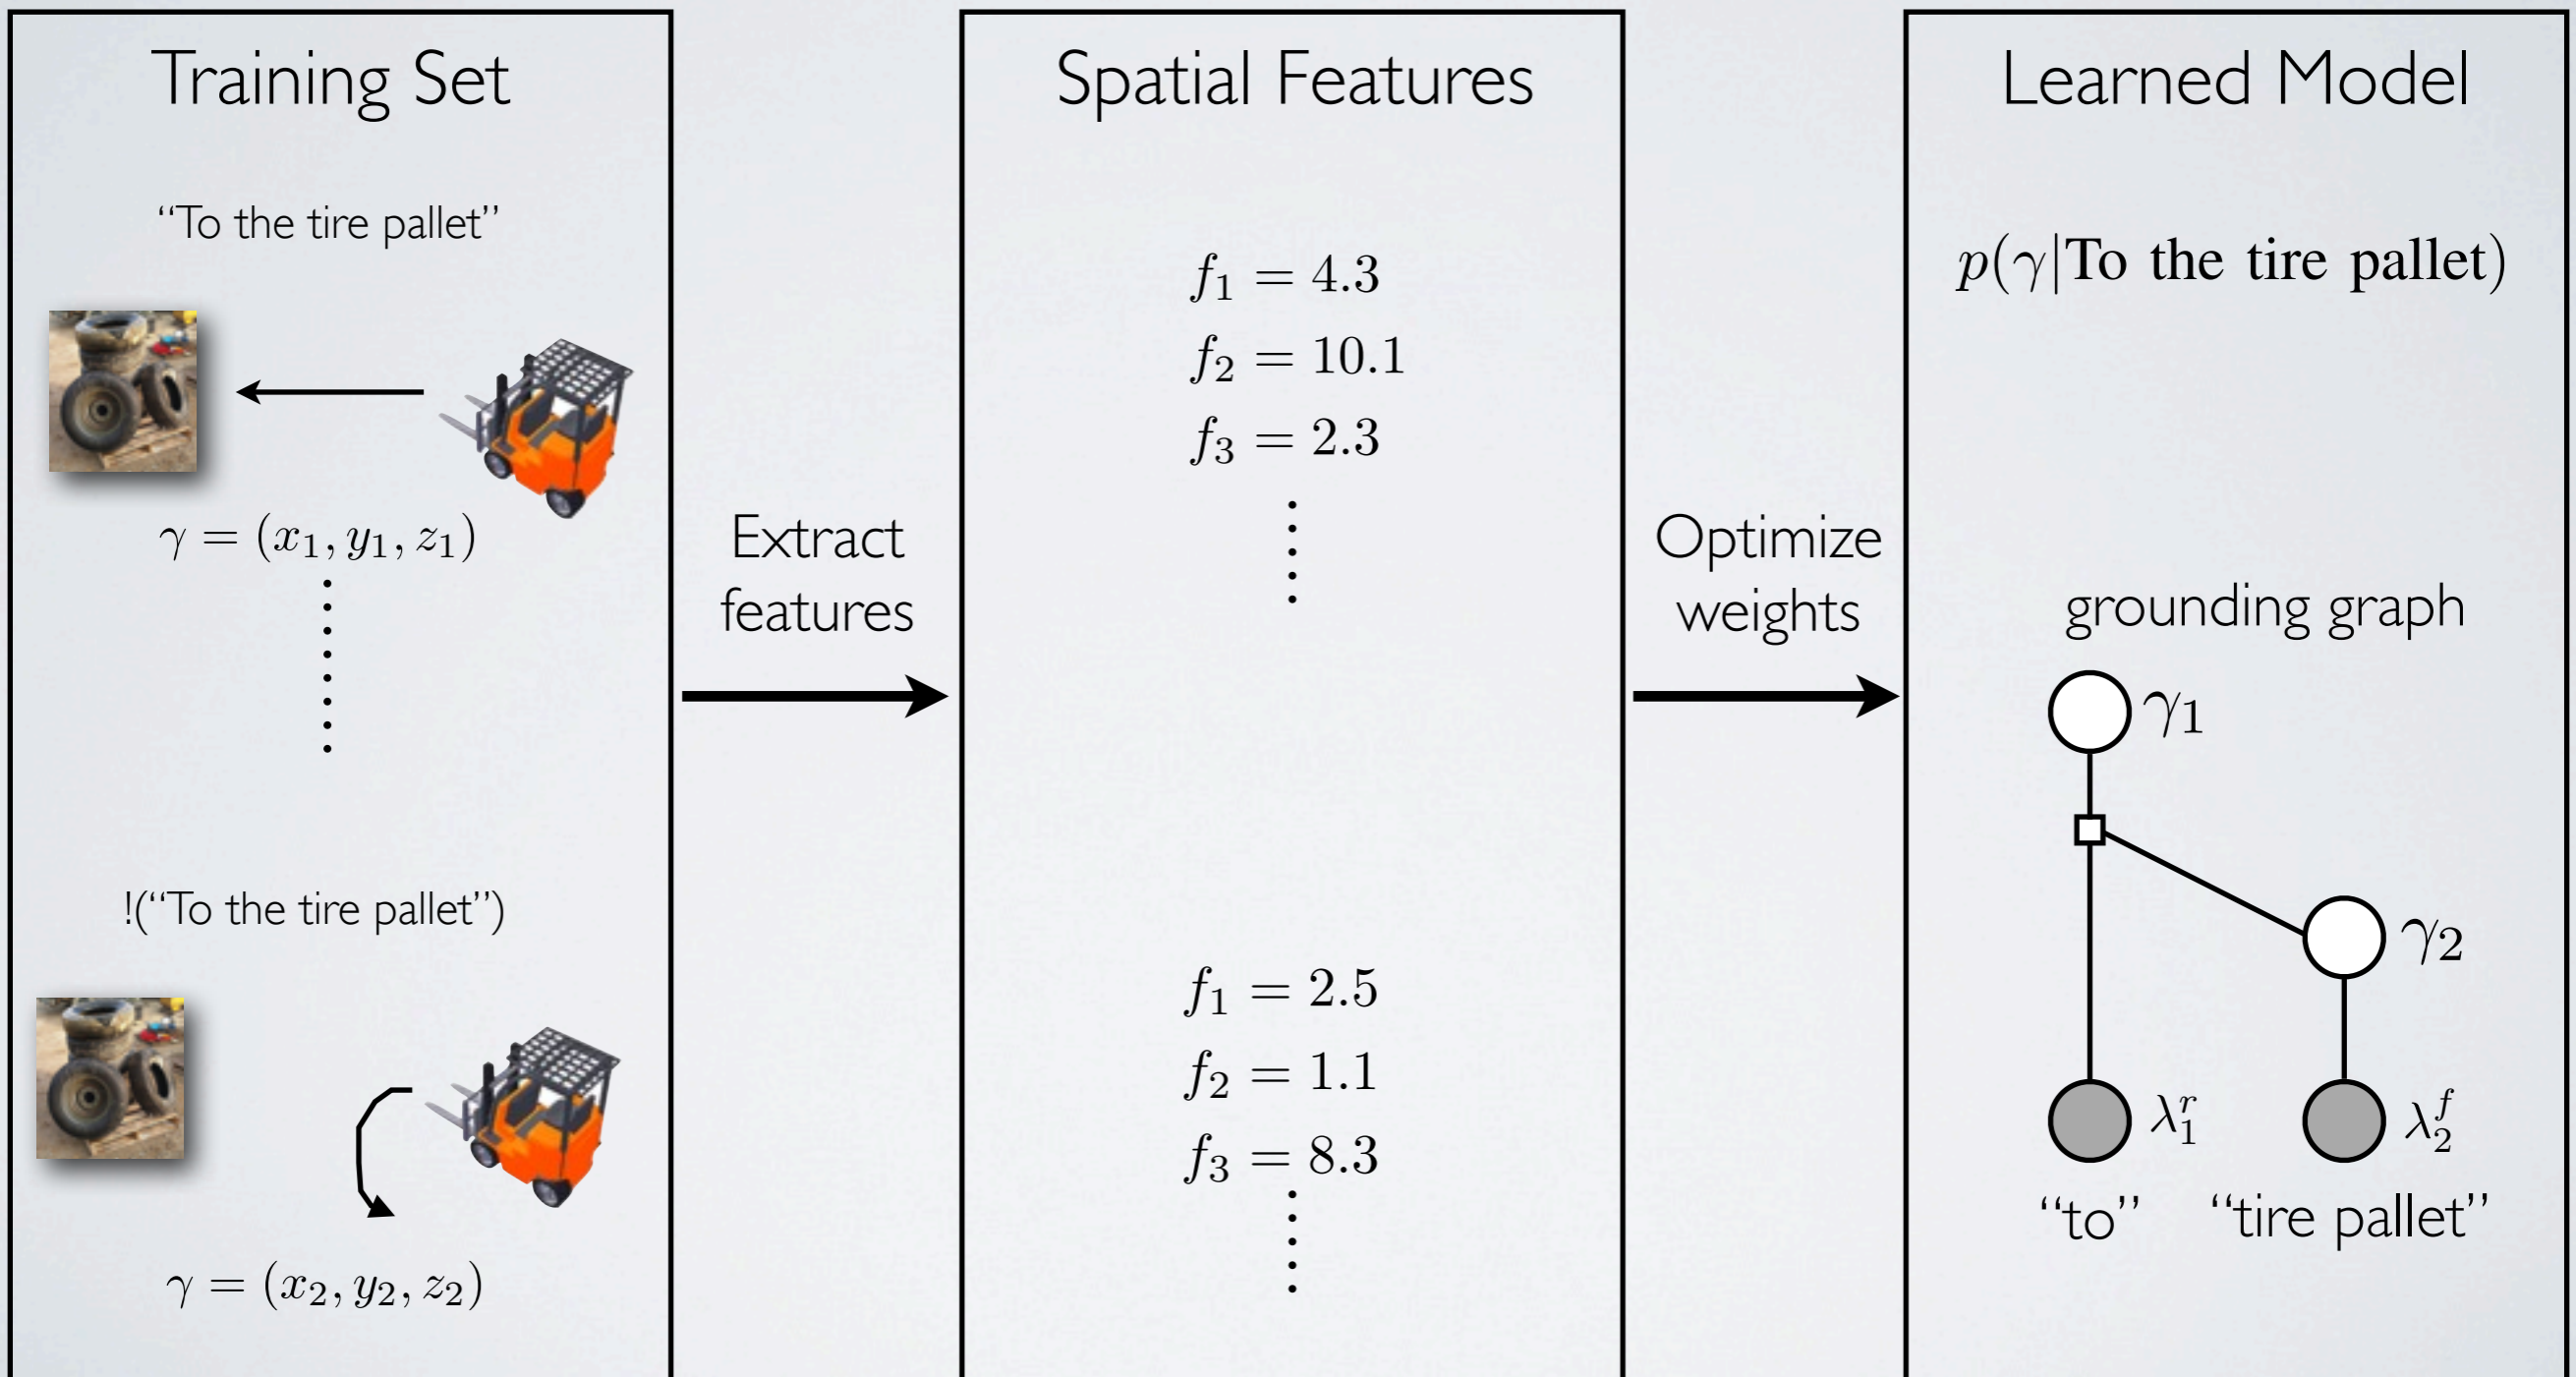 Training Set
“To the tire pallet”
γ = (x₁, y₁, z₁)
!(“To the tire pallet”)
γ = (x₂, y₂, z₂)
Extract
features
Spatial Features
f₁ = 4.3
f₂ = 10.1
f₃ = 2.3
f₁ = 2.5
f₂ = 1.1
f₃ = 8.3
Optimize
weights
Learned Model
p(γ|To the tire pallet)
grounding graph
γ₁
γ₂
λ₁ʳ
λ₂ᶠ
“to”
“tire pallet”